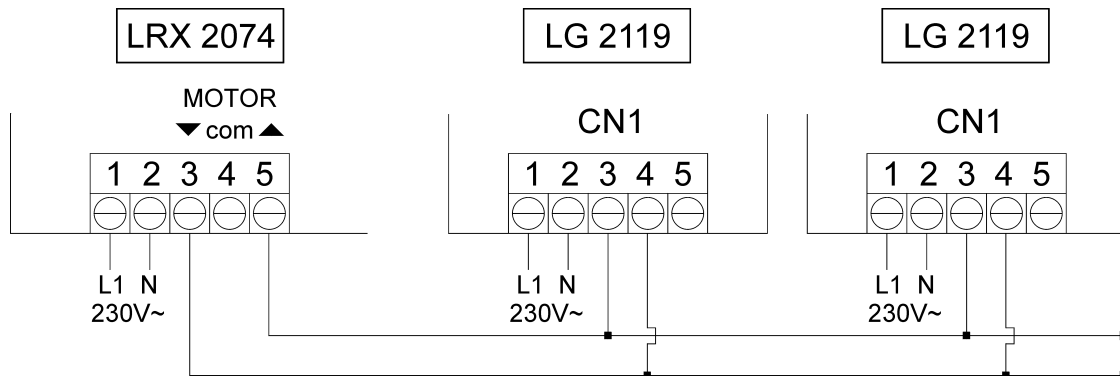 LRX 2074
LG 2119
LG 2119
MOTOR
▼ com ▲
CN1
CN1
1 2 3 4 5
1 2 3 4 5
1 2 3 4 5
L1 N
230V~
L1 N
230V~
L1 N
230V~